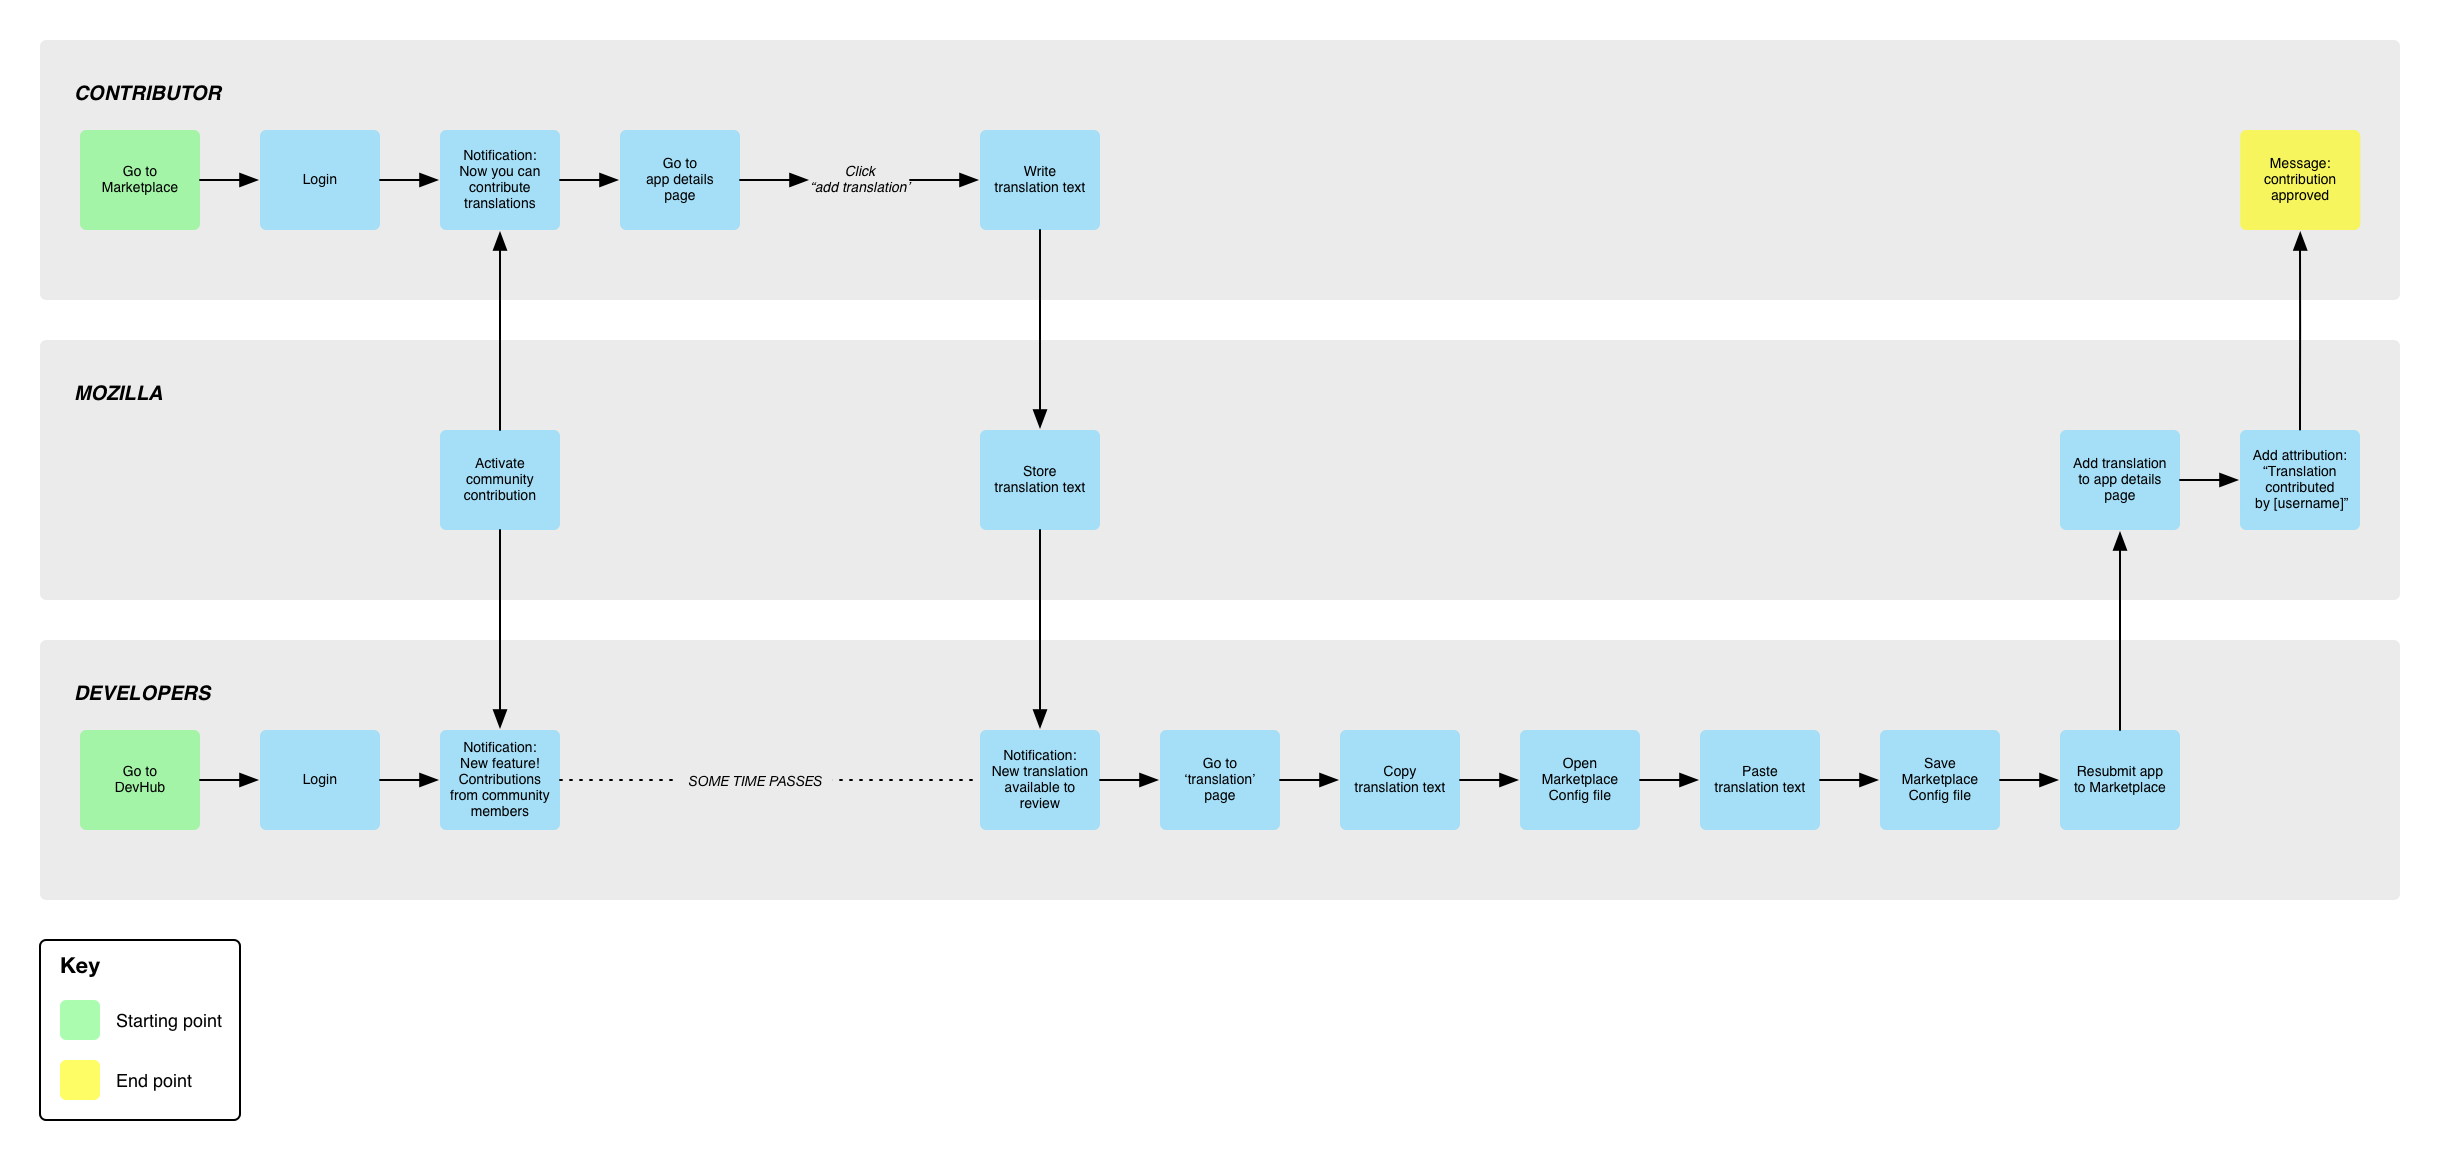 CONTRIBUTOR
Go to
Marketplace
Login
Notification:
Now you can
contribute
translations
Go to
app details
page
Click
“add translation’
Write
translation text
Message:
contribution
approved
MOZILLA
Activate
community
contribution
Store
translation text
Add translation
to app details
page
Add attribution:
“Translation
contributed
by [username]”
DEVELOPERS
Go to
DevHub
Login
Notification:
New feature!
Contributions
from community
members
SOME TIME PASSES
Notification:
New translation
available to
review
Go to
‘translation’
page
Copy
translation text
Open
Marketplace
Config file
Paste
translation text
Save
Marketplace
Config file
Resubmit app
to Marketplace
Key
Starting point
End point